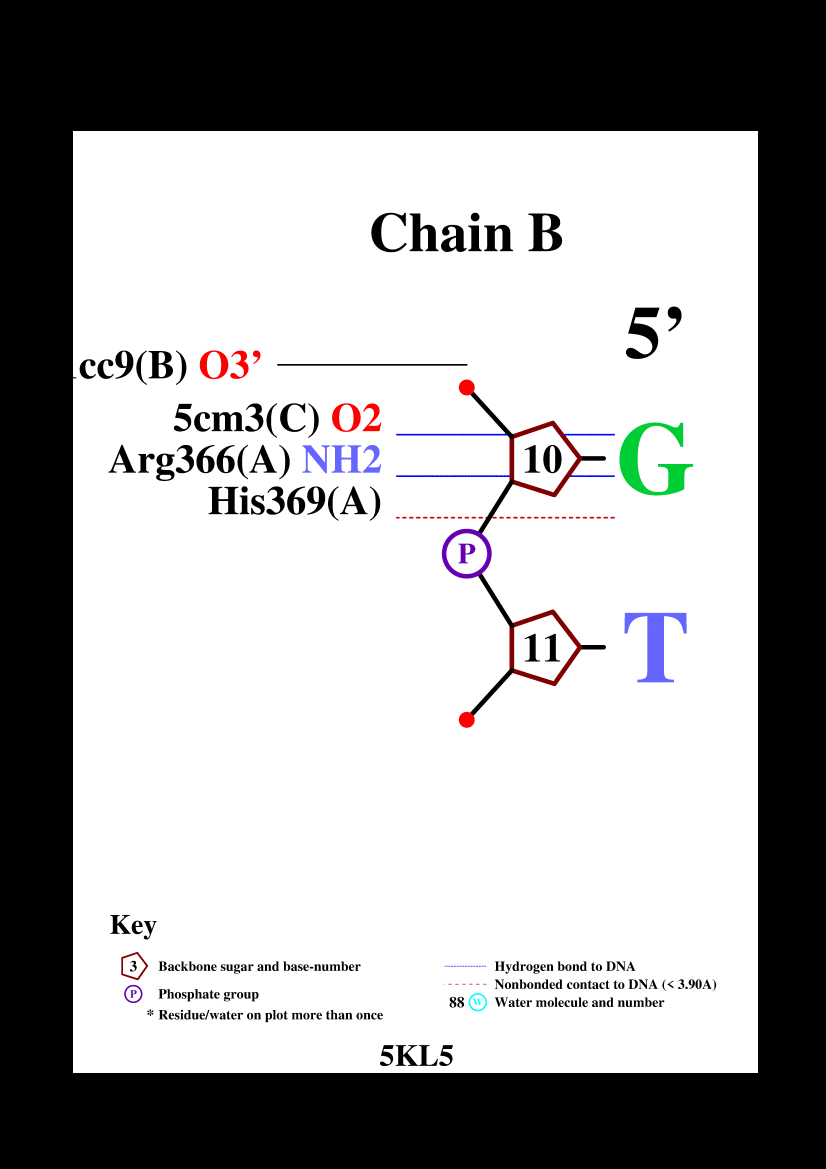 Chain B
5’
cc9(B) O3’
5cm3(C) O2
Arg366(A) NH2
10
G
His369(A)
P
11
T
Key
3 Backbone sugar and base-number
P Phosphate group
* Residue/water on plot more than once
Hydrogen bond to DNA
Nonbonded contact to DNA (< 3.90A)
88 W Water molecule and number
5KL5